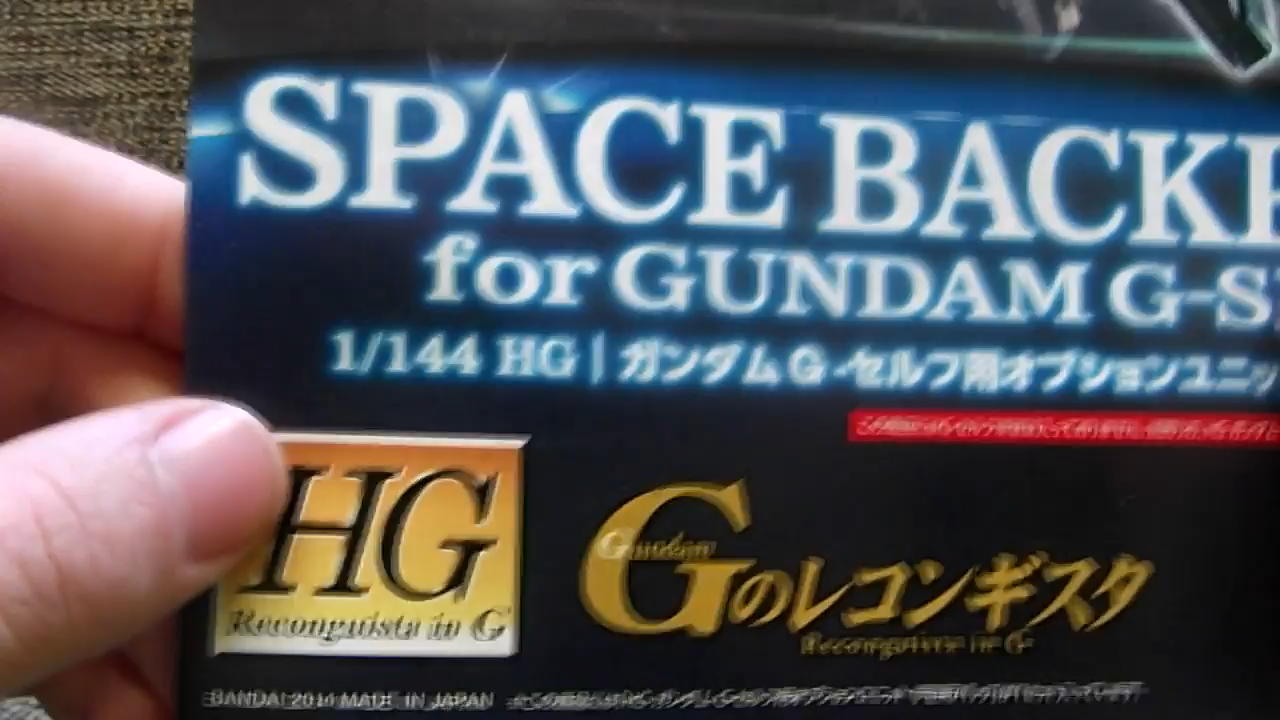 SPACE BACK
for GUNDAM G-S
1/144 HG | ガンダム G-セルフ用オプションユニッ
HG
Reconguista in G
Gundam
Gのレコンギスタ
Reconguista in G
BANDAI 2014 MADE IN JAPAN